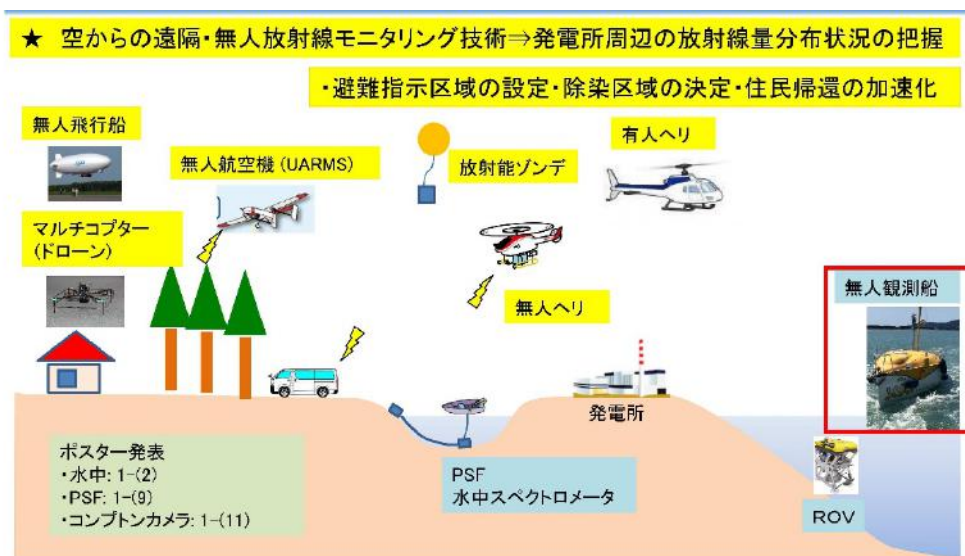 ★ 空からの遠隔・無人放射線モニタリング技術⇒発電所周辺の放射線量分布状況の把握
・避難指示区域の設定・除染区域の決定・住民帰還の加速化
無人飛行船
無人航空機 (UARMS)
放射能ゾンデ
有人ヘリ
マルチコプター
(ドローン)
無人ヘリ
無人観測船
発電所
ポスター発表
・水中: 1-(2)
・PSF: 1-(9)
・コンプトンカメラ: 1-(11)
PSF
水中スペクトロメータ
ROV